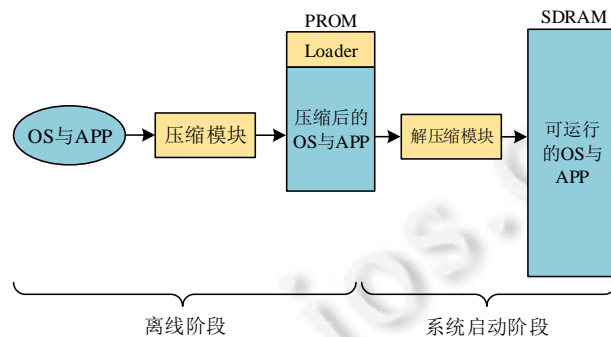 PROM
SDRAM
Loader
OS与APP
压缩模块
压缩后的
OS与APP
解压缩模块
可运行
的OS与
APP
离线阶段
系统启动阶段